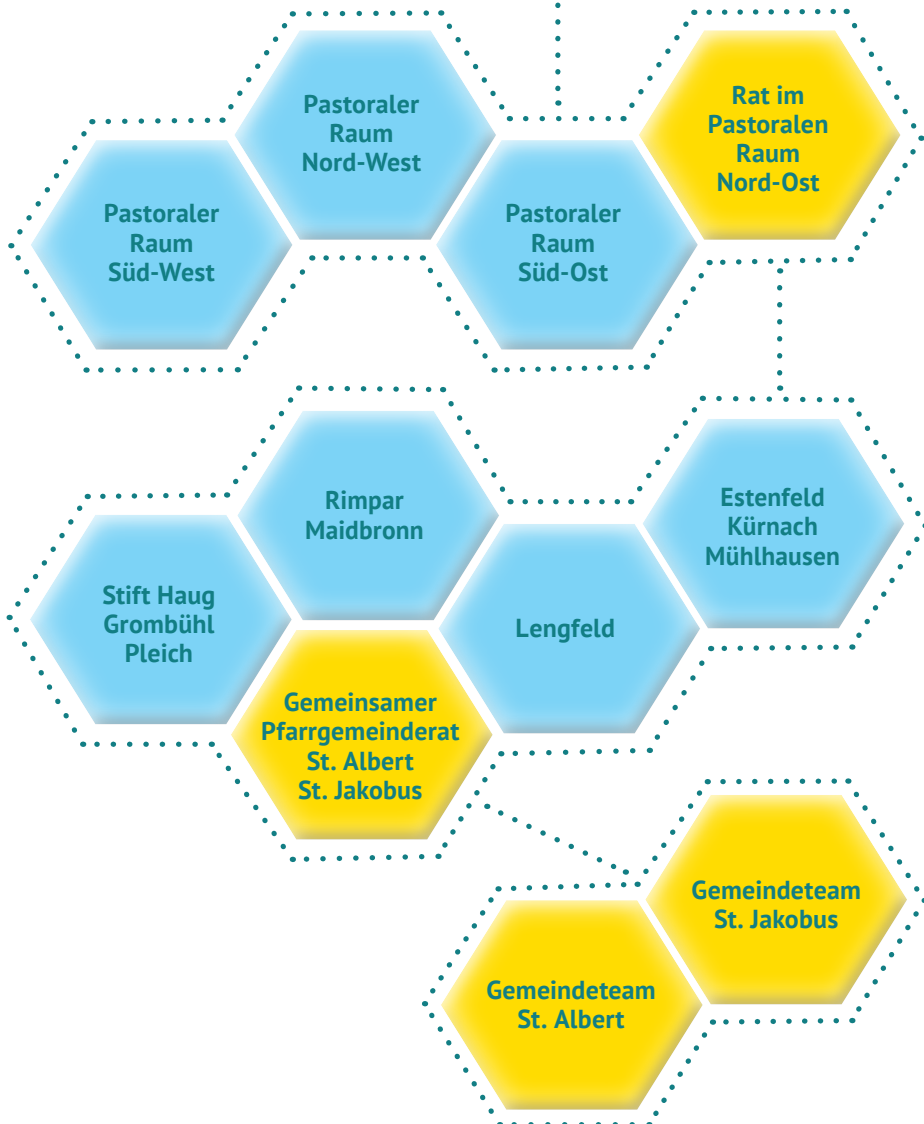 Pastoraler
Raum
Nord-West
Rat im
Pastoralen
Raum
Nord-Ost
Pastoraler
Raum
Süd-West
Pastoraler
Raum
Süd-Ost
Rimpar
Maidbronn
Estenfeld
Kürnach
Mühlhausen
Stift Haug
Grombühl
Pleich
Lengfeld
Gemeinsamer
Pfarrgemeinderat
St. Albert
St. Jakobus
Gemeindeteam
St. Jakobus
Gemeindeteam
St. Albert